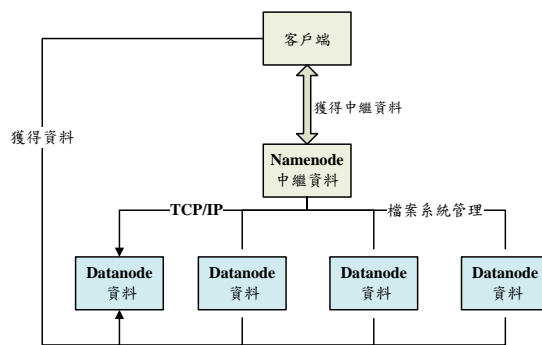 客戶端
獲得中繼資料
獲得資料
Namenode
中繼資料
TCP/IP
檔案系統管理
Datanode
資料
Datanode
資料
Datanode
資料
Datanode
資料